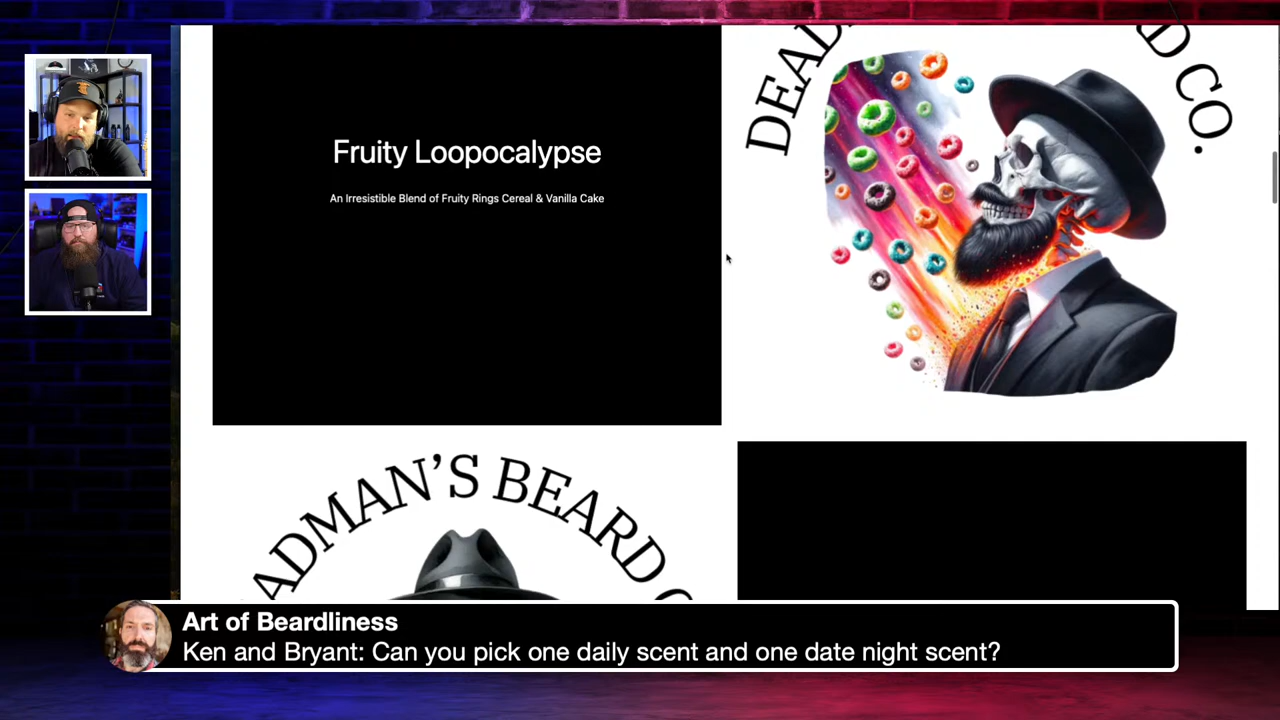 Fruity Loopocalypse
An Irresistible Blend of Fruity Rings Cereal & Vanilla Cake
DEAD
D CO.
ADMAN'S BEARD C
Art of Beardliness
Ken and Bryant: Can you pick one daily scent and one date night scent?